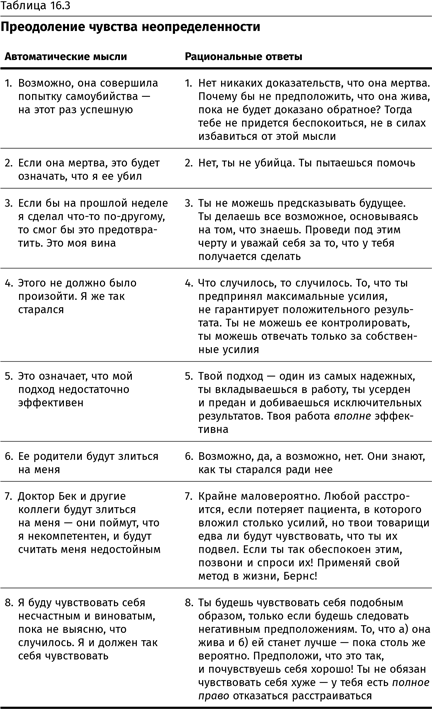 Таблица 16.3
Преодоление чувства неопределенности
Автоматические мысли
Рациональные ответы
1. Возможно, она совершила
попытку самоубийства —
на этот раз успешную
1. Нет никаких доказательств, что она мертва.
Почему бы не предположить, что она жива,
пока не будет доказано обратное? Тогда
тебе не придется беспокоиться, не в силах
избавиться от этой мысли
2. Если она мертва, это будет
означать, что я ее убил
2. Нет, ты не убийца. Ты пытаешься помочь
3. Если бы на прошлой неделе
я сделал что-то по-другому,
то смог бы это предотвра-
тить. Это моя вина
3. Ты не можешь предсказывать будущее.
Ты делаешь все возможное, основываясь
на том, что знаешь. Проведи под этим
черту и уважай себя за то, что у тебя
получается сделать
4. Этого не должно было
произойти. Я же так
старался
4. Что случилось, то случилось. То, что ты
предпринял максимальные усилия,
не гарантирует положительного резуль-
тата. Ты не можешь ее контролировать,
ты можешь отвечать только за собствен-
ные усилия
5. Это означает, что мой
подход недостаточно
эффективен
5. Твой подход — один из самых надежных,
ты вкладываешься в работу, ты усерден
и предан и добиваешься исключительных
результатов. Твоя работа вполне эффек-
тивна
6. Ее родители будут злиться
на меня
6. Возможно, да, а возможно, нет. Они знают,
как ты старался ради нее
7. Доктор Бек и другие
коллеги будут злиться
на меня — они поймут, что
я некомпетентен, и будут
считать меня недостойным
7. Крайне маловероятно. Любой расстро-
ится, если потеряет пациента, в которого
вложил столько усилий, но твои товарищи
едва ли будут чувствовать, что ты их
подвел. Если ты так обеспокоен этим,
позвони и спроси их! Применяй свой
метод в жизни, Бернс!
8. Я буду чувствовать себя
несчастным и виноватым,
пока не выясню, что
случилось. Я и должен так
себя чувствовать
8. Ты будешь чувствовать себя подобным
образом, только если будешь следовать
негативным предположениям. То, что а) она
жива и б) ей станет лучше — пока столь же
вероятно. Предположи, что это так,
и почувствуешь себя хорошо! Ты не обязан
чувствовать себя хуже — у тебя есть полное
право отказаться расстраиваться